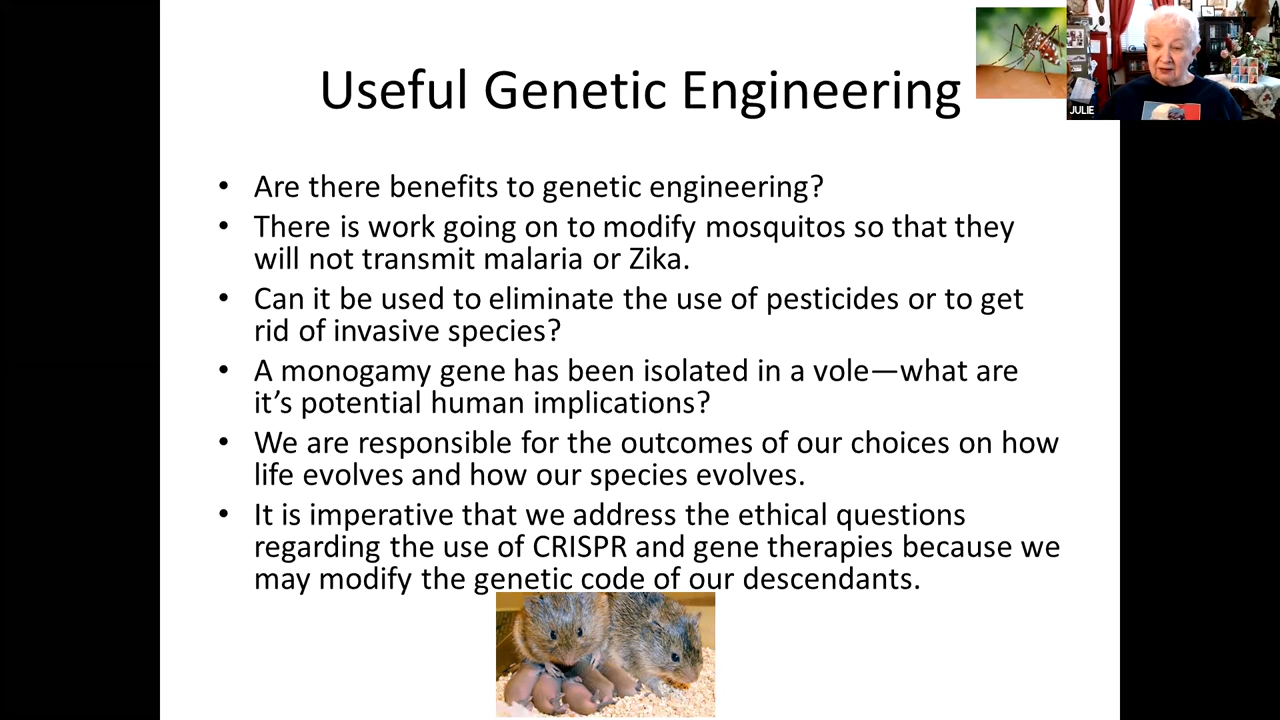 Useful Genetic Engineering
JULIE
• Are there benefits to genetic engineering?
• There is work going on to modify mosquitos so that they
will not transmit malaria or Zika.
• Can it be used to eliminate the use of pesticides or to get
rid of invasive species?
• A monogamy gene has been isolated in a vole—what are
it’s potential human implications?
• We are responsible for the outcomes of our choices on how
life evolves and how our species evolves.
• It is imperative that we address the ethical questions
regarding the use of CRISPR and gene therapies because we
may modify the genetic code of our descendants.